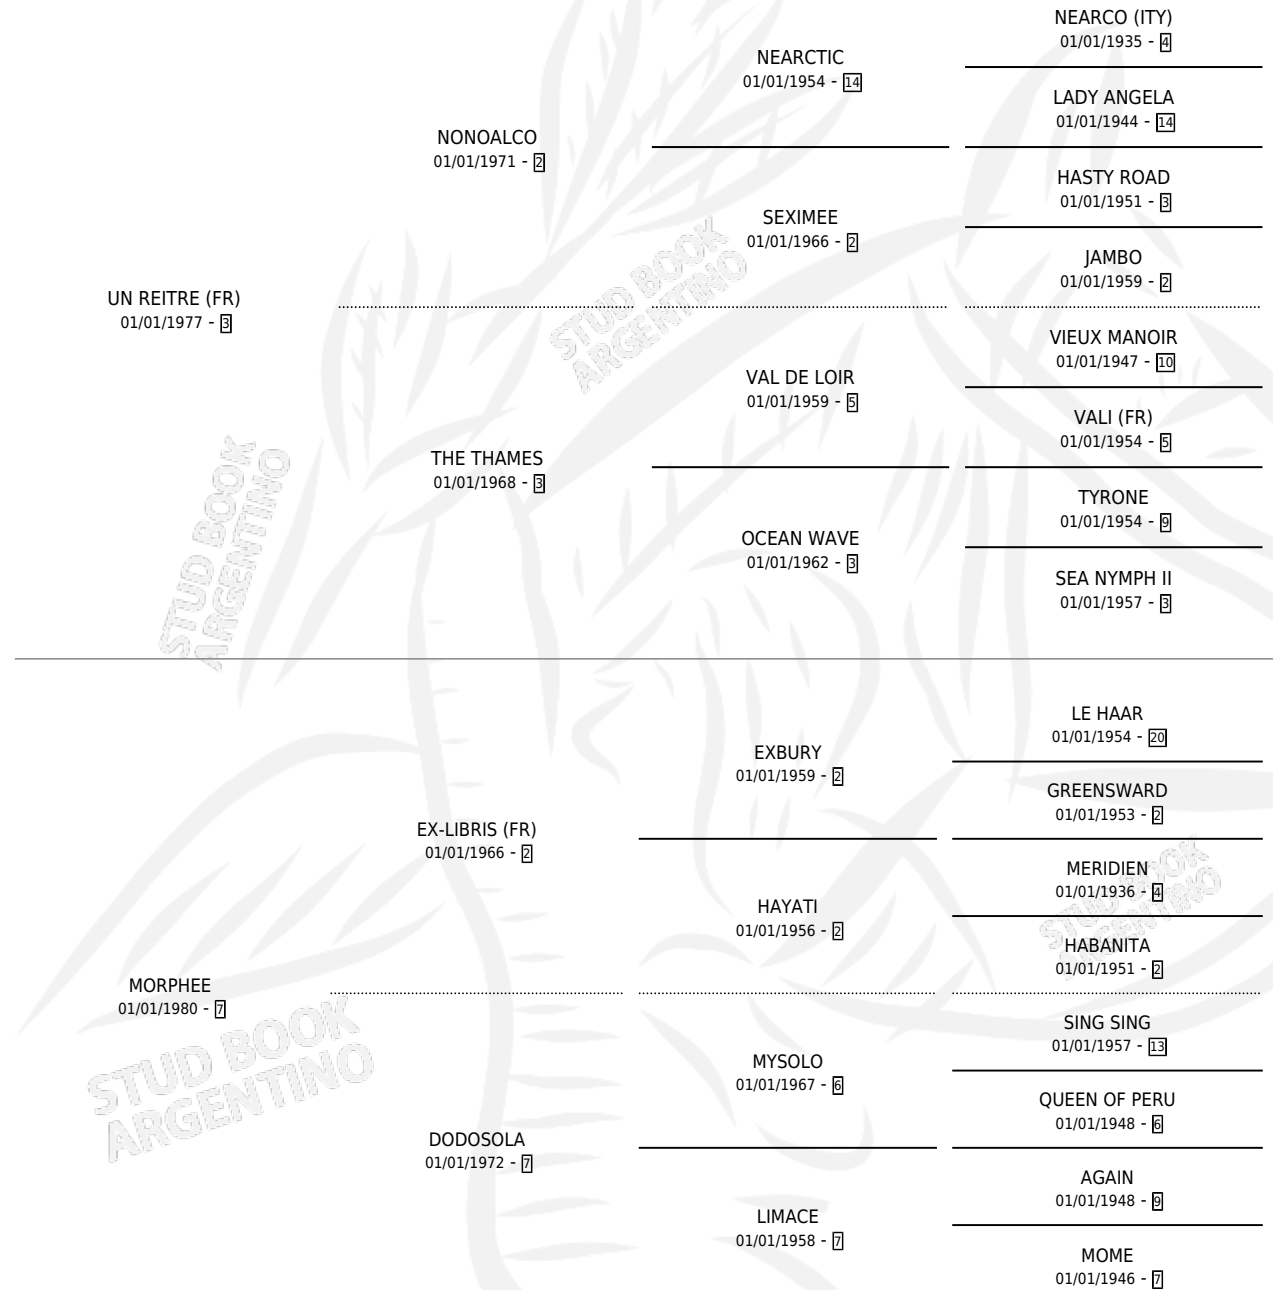 NEARCO (ITY)
01/01/1935 - 4
NEARCTIC
01/01/1954 - 14
LADY ANGELA
01/01/1944 - 14
NONOALCO
01/01/1971 - 2
HASTY ROAD
01/01/1951 - 3
SEXIMEE
01/01/1966 - 2
JAMBO
01/01/1959 - 2
UN REITRE (FR)
01/01/1977 - 3
VIEUX MANOIR
01/01/1947 - 10
VAL DE LOIR
01/01/1959 - 5
VALI (FR)
01/01/1954 - 5
THE THAMES
01/01/1968 - 3
TYRONE
01/01/1954 - 9
OCEAN WAVE
01/01/1962 - 3
SEA NYMPH II
01/01/1957 - 3
LE HAAR
01/01/1954 - 20
EXBURY
01/01/1959 - 2
GREENSWARD
01/01/1953 - 2
EX-LIBRIS (FR)
01/01/1966 - 2
MERIDIEN
01/01/1936 - 4
HAYATI
01/01/1956 - 2
HABANITA
01/01/1951 - 2
MORPHEE
01/01/1980 - 7
SING SING
01/01/1957 - 13
MYSOLO
01/01/1967 - 6
QUEEN OF PERU
01/01/1948 - 6
DODOSOLA
01/01/1972 - 7
AGAIN
01/01/1948 - 9
LIMACE
01/01/1958 - 7
MOME
01/01/1946 - 7
STUD BOOK
ARGENTINO
STUD BOOK
ARGENTINO
STUD BOOK
ARGENTINO
STUD BOOK
ARGENTINO